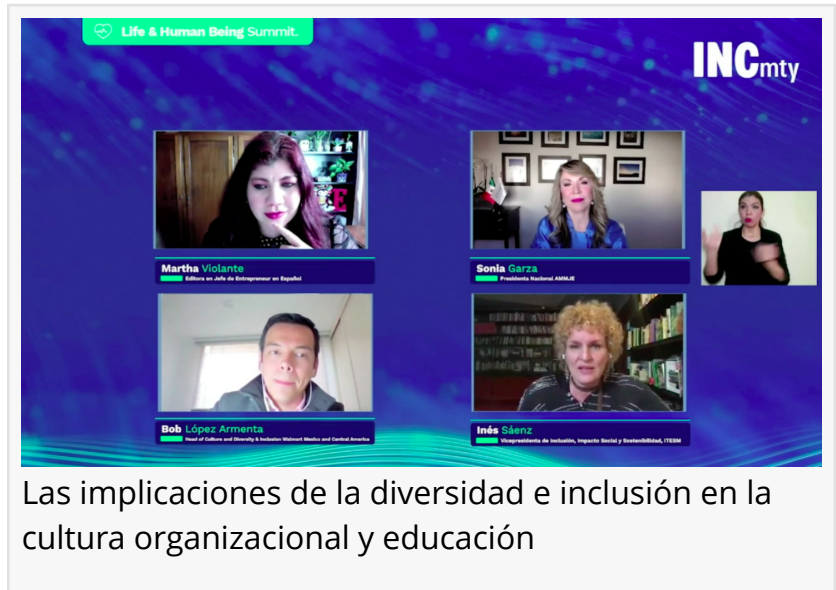 Life & Human Being Summit.
INCmty
Martha Violante
Editora en Jefe de Entrepreneur en Español
Sonia Garza
Presidenta Nacional AMMJE
Bob López Armenta
Head of Culture and Diversity & Inclusion Walmart Mexico and Central America
Inés Sáenz
Vicepresidenta de Inclusión, Impacto Social y Sostenibilidad, ITESM
Las implicaciones de la diversidad e inclusión en la
cultura organizacional y educación